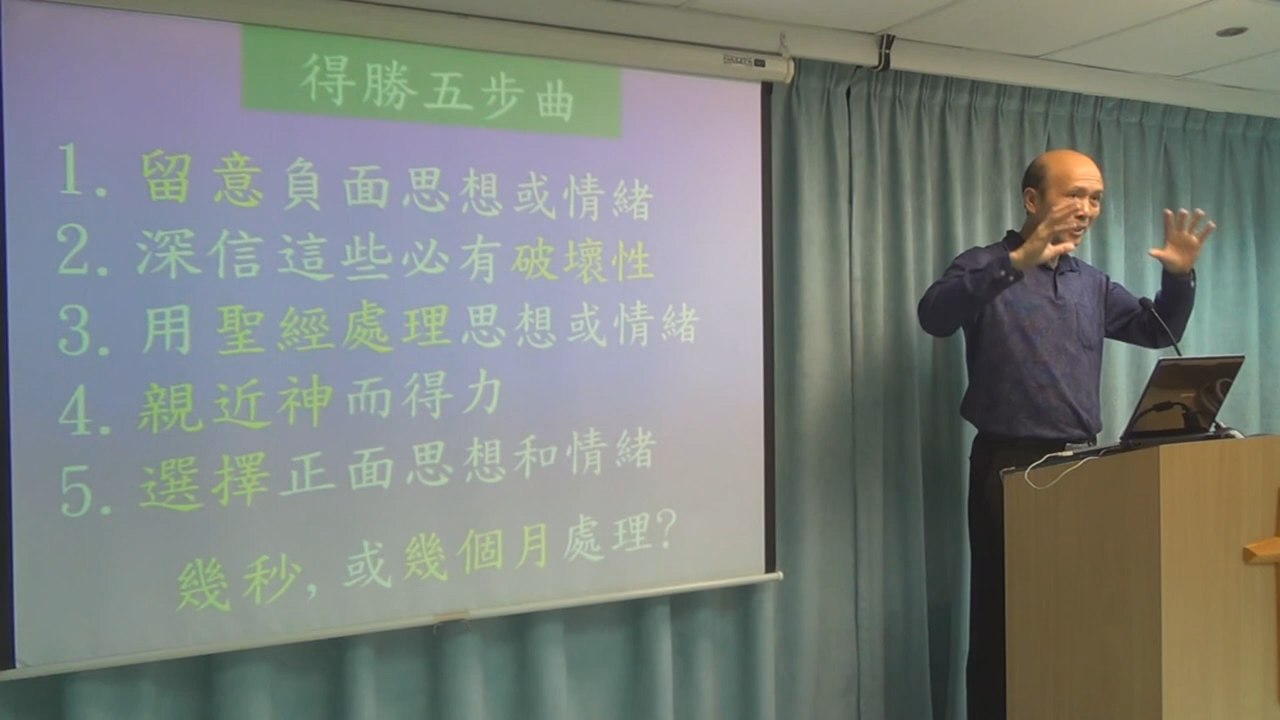 得勝五步曲
1. 留意負面思想或情緒
2. 深信這些必有破壞性
3. 用聖經處理思想或情緒
4. 親近神而得力
5. 選擇正面思想和情緒
幾秒, 或幾個月處理?